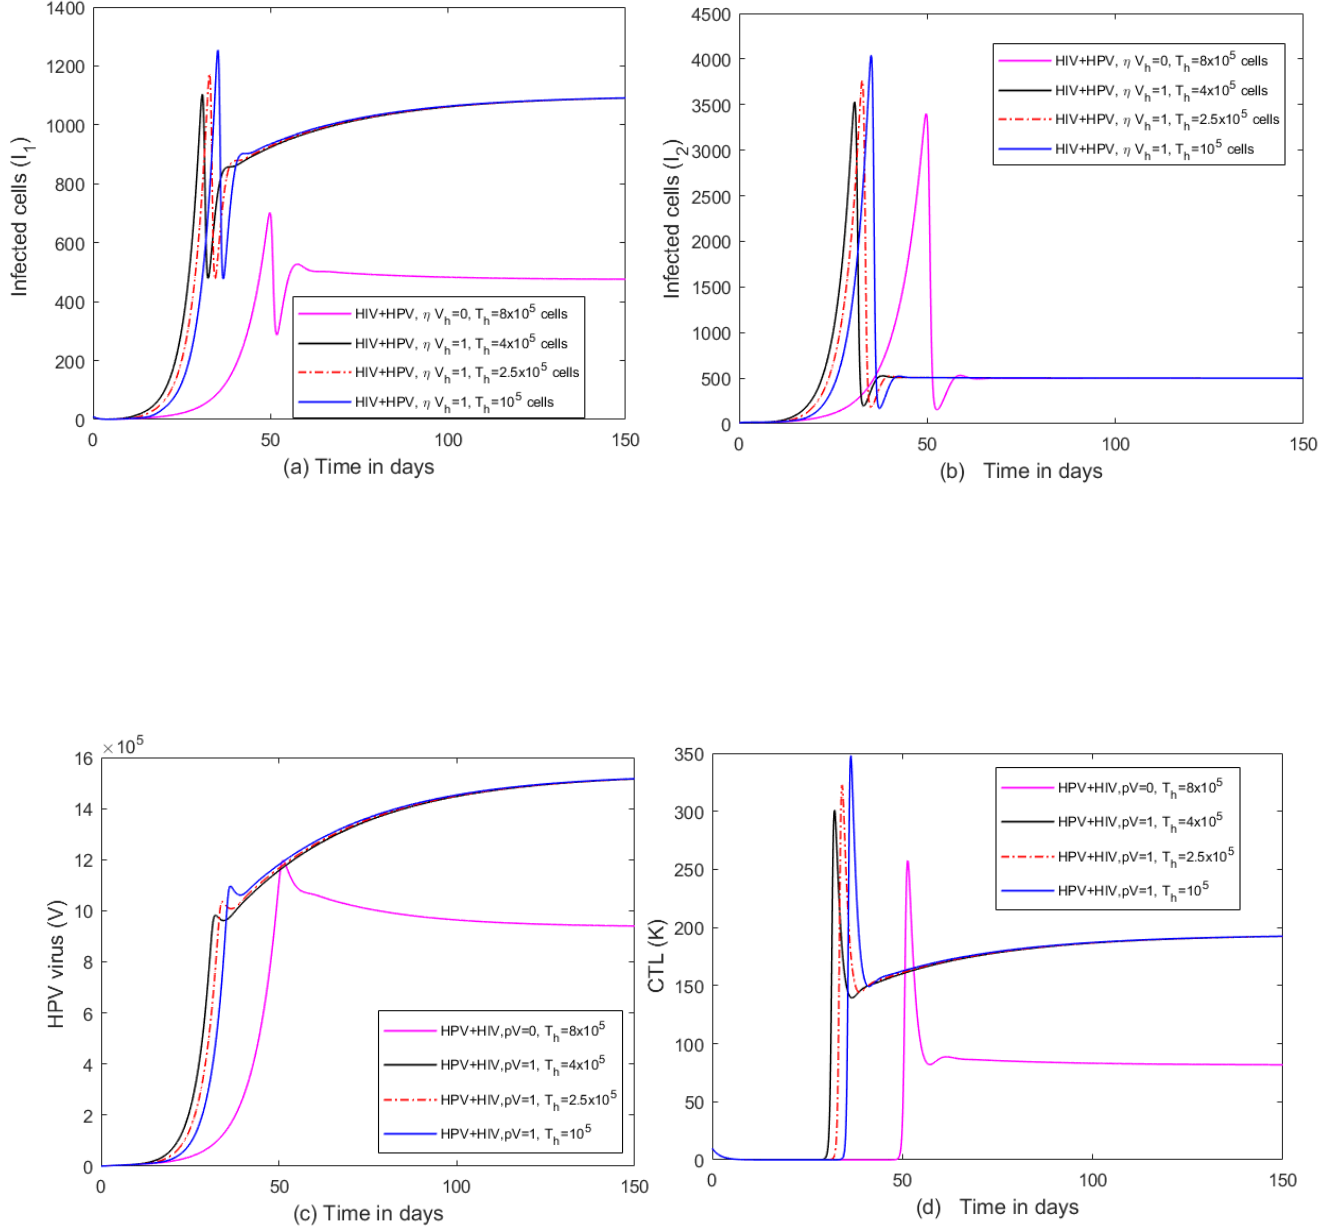 1400
1200
1000
800
600
400
200
0
0
50
100
150
Infected cells (I1)
(a) Time in days
HIV+HPV, η Vh=0, Th=8x10^5 cells
HIV+HPV, η Vh=1, Th=4x10^5 cells
HIV+HPV, η Vh=1, Th=2.5x10^5 cells
HIV+HPV, η Vh=1, Th=10^5 cells
4500
4000
3500
3000
2500
2000
1500
1000
500
0
0
50
100
150
Infected cells (I2)
(b) Time in days
HIV+HPV, η Vh=0, Th=8x10^5 cells
HIV+HPV, η Vh=1, Th=4x10^5 cells
HIV+HPV, η Vh=1, Th=2.5x10^5 cells
HIV+HPV, η Vh=1, Th=10^5 cells
×10^5
16
14
12
10
8
6
4
2
0
0
50
100
150
HPV virus (V)
(c) Time in days
HPV+HIV,pV=0, Th=8x10^5
HPV+HIV,pV=1, Th=4x10^5
HPV+HIV,pV=1, Th=2.5x10^5
HPV+HIV,pV=1, Th=10^5
350
300
250
200
150
100
50
0
0
50
100
150
CTL (K)
(d) Time in days
HPV+HIV,pV=0, Th=8x10^5
HPV+HIV,pV=1, Th=4x10^5
HPV+HIV,pV=1, Th=2.5x10^5
HPV+HIV,pV=1, Th=10^5